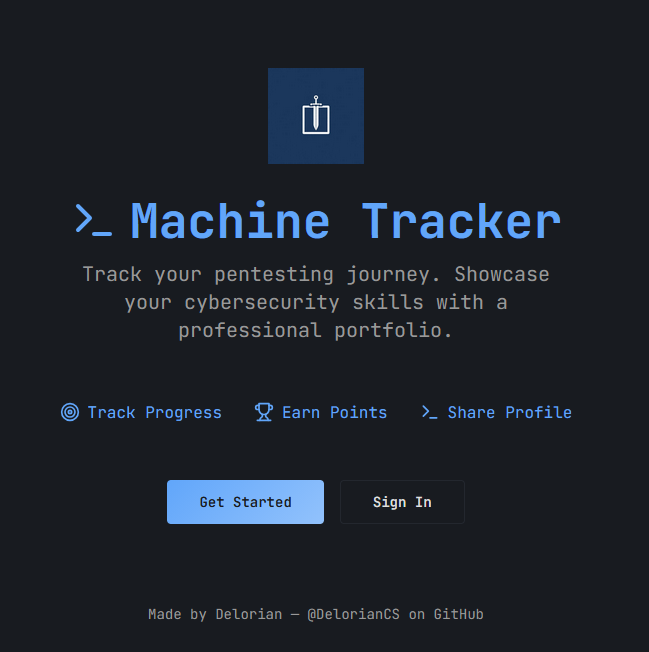 Machine Tracker
Track your pentesting journey. Showcase
your cybersecurity skills with a
professional portfolio.
Track Progress
Earn Points
Share Profile
Get Started
Sign In
Made by Delorian — @DelorianCS on GitHub